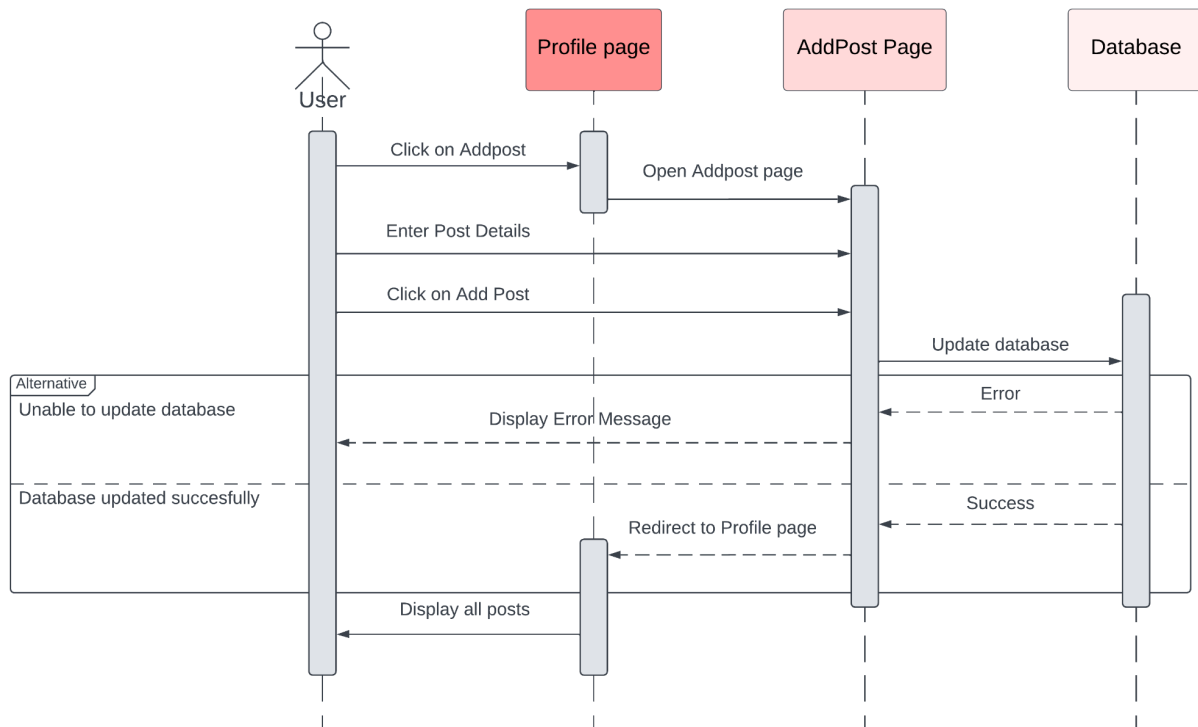 User
Profile page
AddPost Page
Database
Click on Addpost
Open Addpost page
Enter Post Details
Click on Add Post
Update database
Alternative
Unable to update database
Error
Display Error Message
Database updated succesfully
Success
Redirect to Profile page
Display all posts